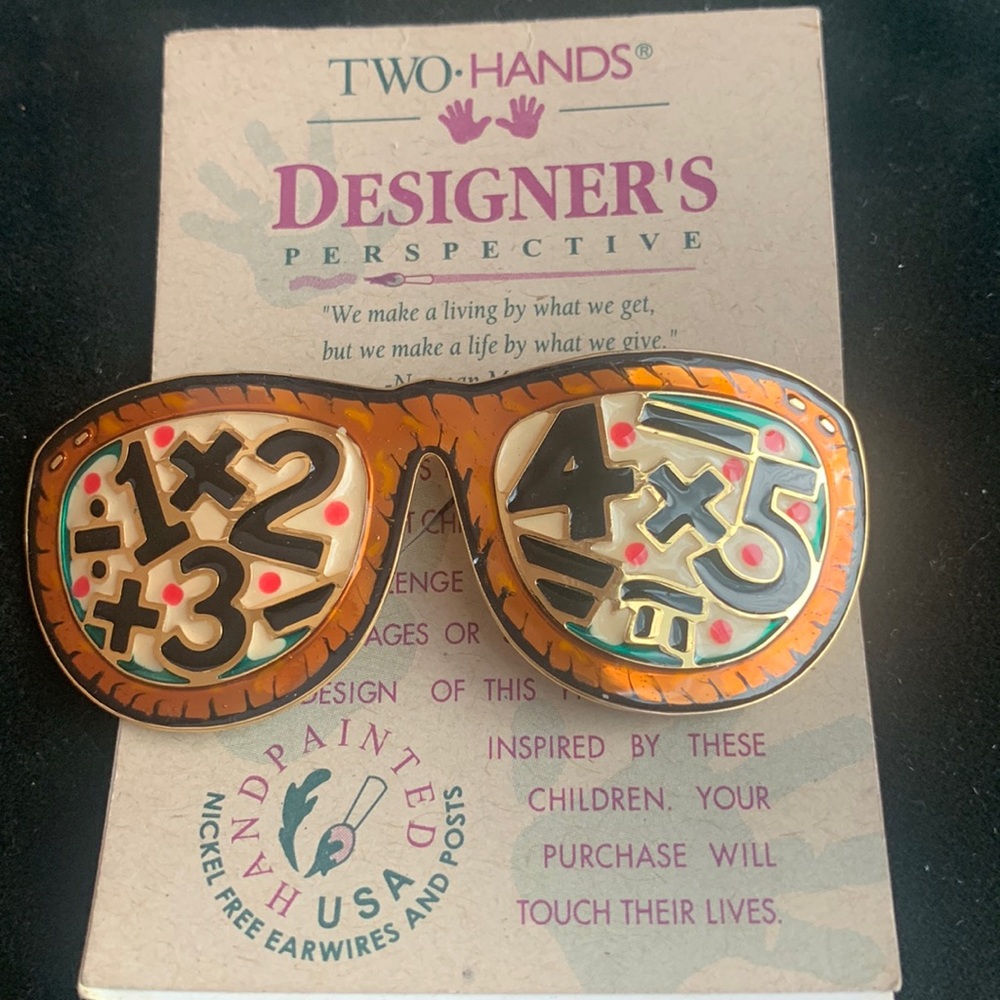 TWO·HANDS®
DESIGNER'S
PERSPECTIVE
"We make a living by what we get,
but we make a life by what we give."
÷ 1 × 2
+ 3 −
4 × 5
=
AGES OR
DESIGN OF THIS
INSPIRED BY THESE
CHILDREN. YOUR
PURCHASE WILL
TOUCH THEIR LIVES.
HANDPAINTED
USA
NICKEL FREE EARWIRES AND POSTS